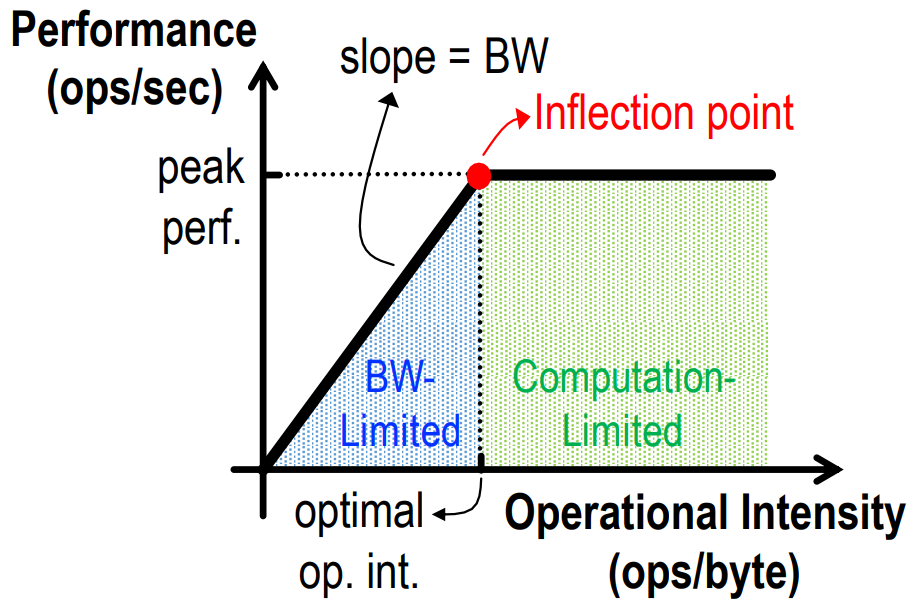 Performance
(ops/sec)
slope = BW
Inflection point
peak
perf.
BW-
Limited
Computation-
Limited
optimal
op. int.
Operational Intensity
(ops/byte)